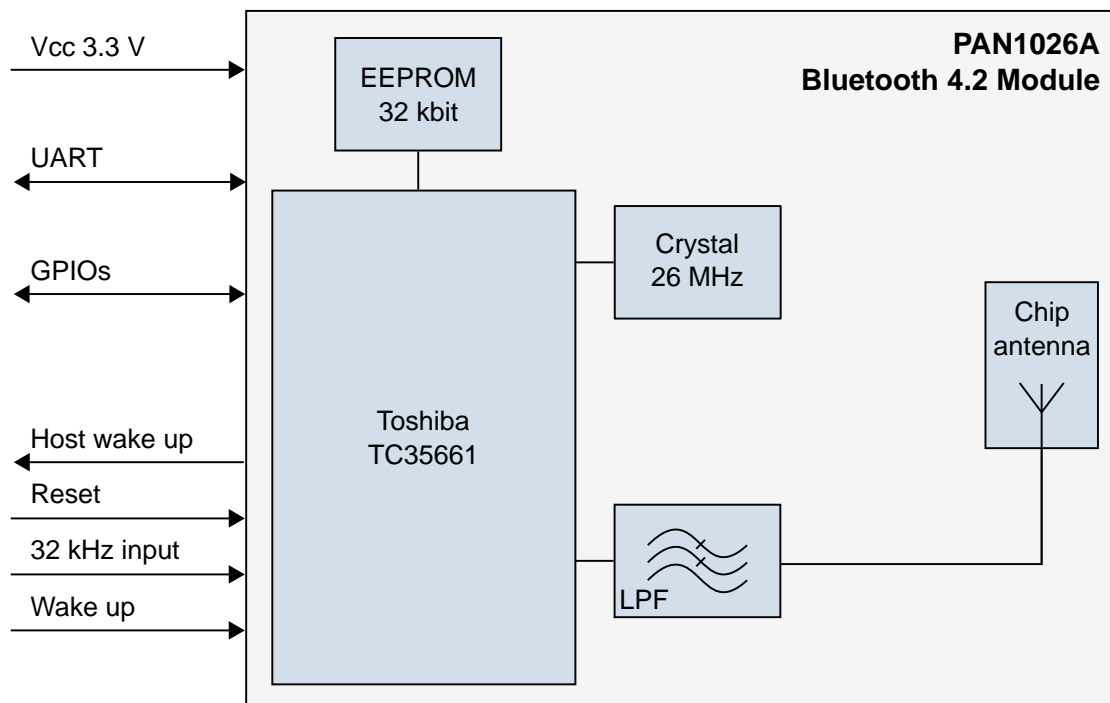 PAN1026A
Bluetooth 4.2 Module
Vcc 3.3 V
UART
GPIOs
Host wake up
Reset
32 kHz input
Wake up
EEPROM
32 kbit
Toshiba
TC35661
Crystal
26 MHz
LPF
Chip
antenna